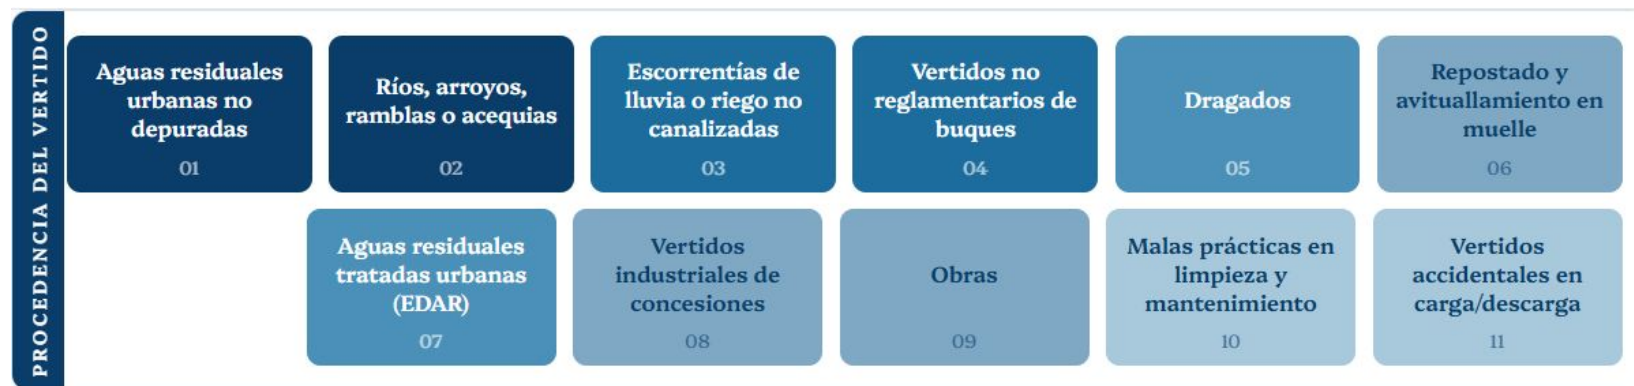 PROCEDENCIA DEL VERTIDO
Aguas residuales
urbanas no
depuradas
01
Ríos, arroyos,
ramblas o acequias
02
Escorrentías de
lluvia o riego no
canalizadas
03
Vertidos no
reglamentarios de
buques
04
Dragados
05
Repostado y
avituallamiento en
muelle
06
Aguas residuales
tratadas urbanas
(EDAR)
07
Vertidos
industriales de
concesiones
08
Obras
09
Malas prácticas en
limpieza y
mantenimiento
10
Vertidos
accidentales en
carga/descarga
11